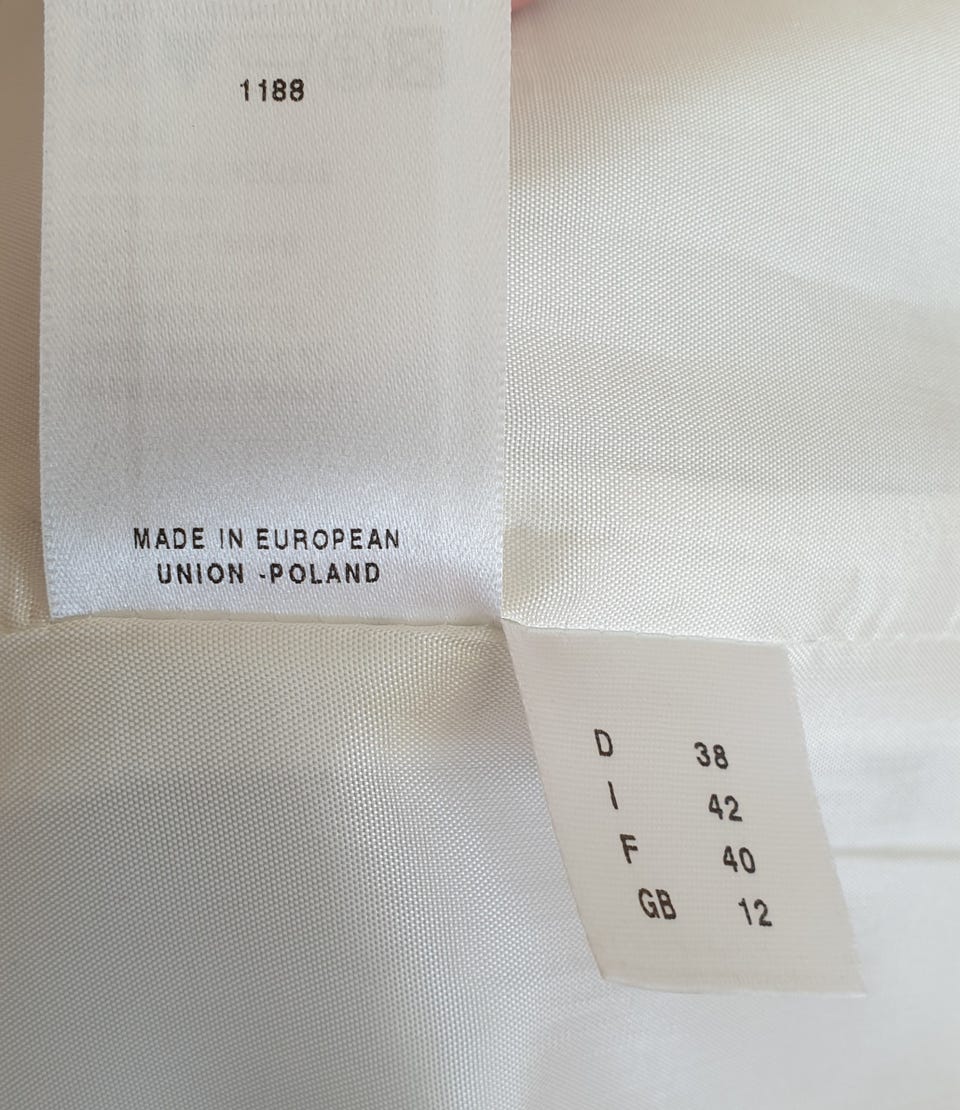 1188
MADE IN EUROPEAN
UNION -POLAND
D 38
I 42
F 40
GB 12